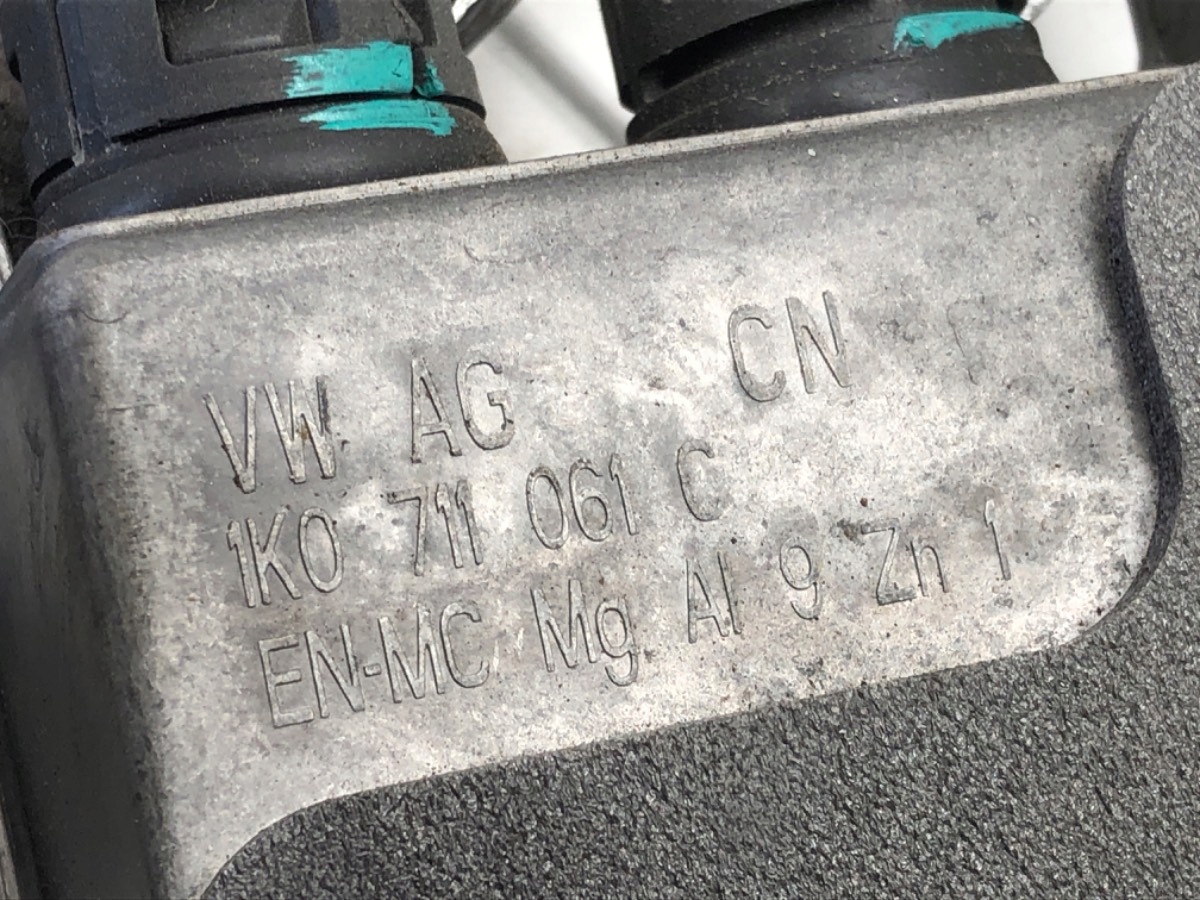 VW AG CN
1K0 711 061 C
EN-MC Mg Al 9 Zn 1